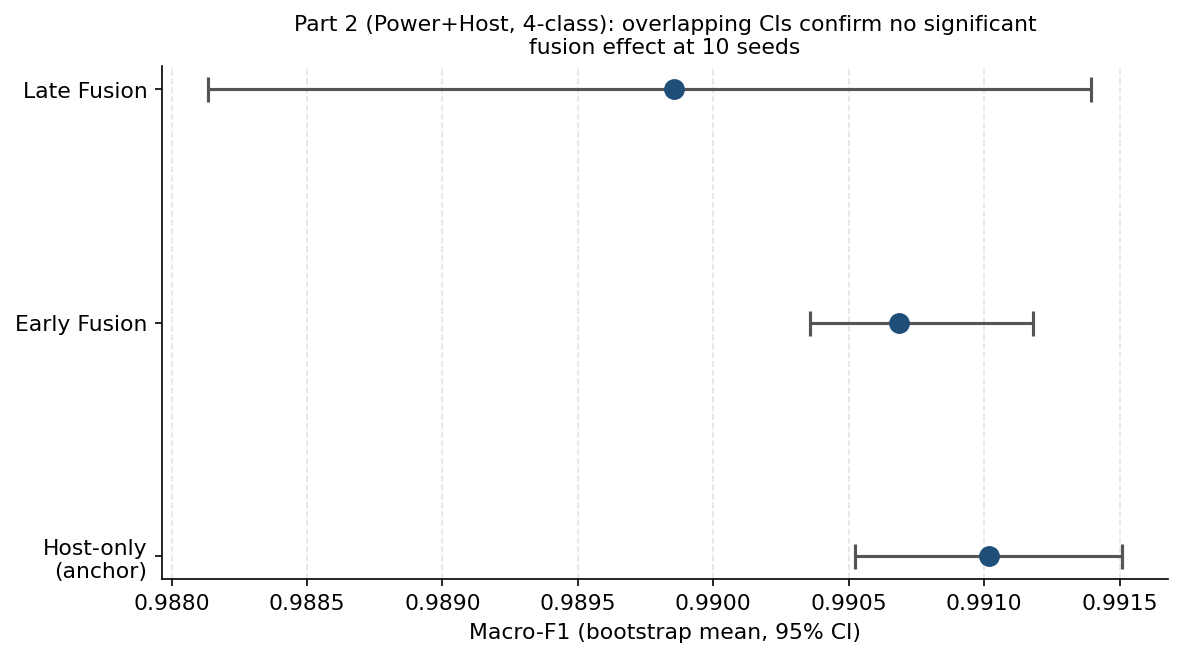 Part 2 (Power+Host, 4-class): overlapping CIs confirm no significant
fusion effect at 10 seeds
Late Fusion
Early Fusion
Host-only
(anchor)
0.9880 0.9885 0.9890 0.9895 0.9900 0.9905 0.9910 0.9915
Macro-F1 (bootstrap mean, 95% CI)